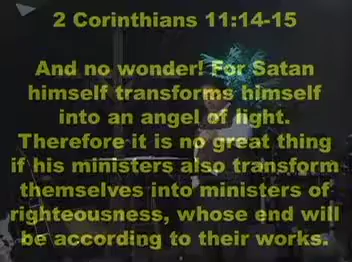 2 Corinthians 11:14-15
And no wonder! For Satan
himself transforms himself
into an angel of light.
Therefore it is no great thing
if his ministers also transform
themselves into ministers of
righteousness, whose end will
be according to their works.